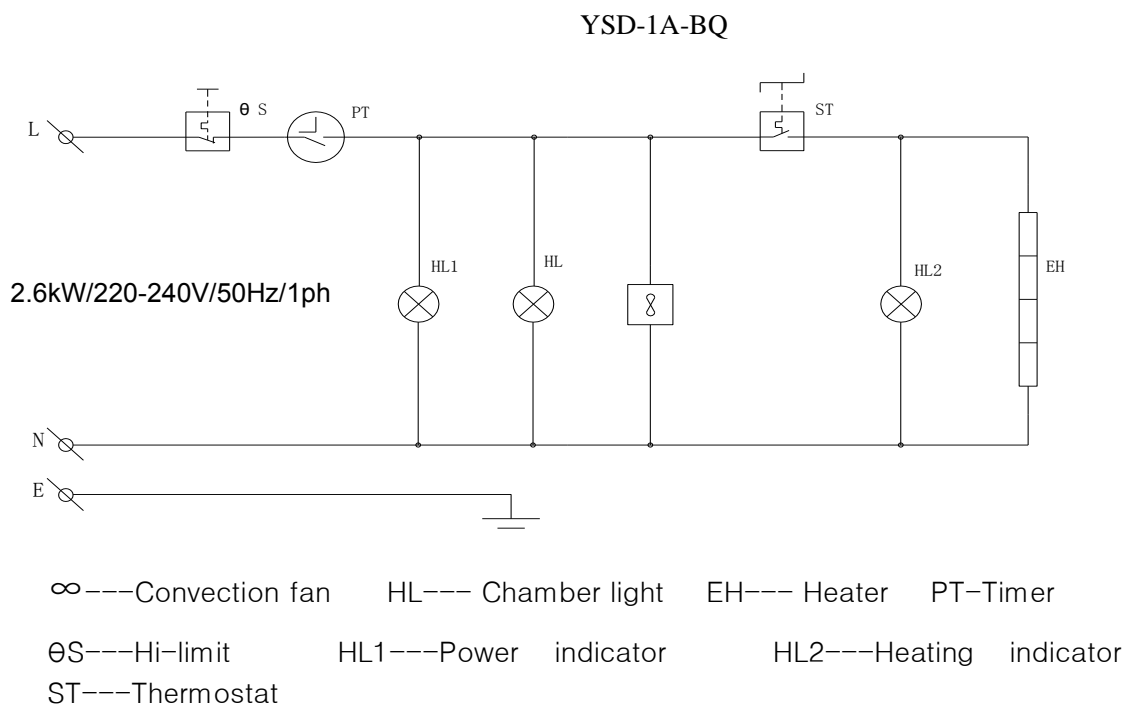 YSD-1A-BQ
L
θ S
PT
ST
HL1
HL
HL2
EH
2.6kW/220-240V/50Hz/1ph
N
E
∞---Convection fan HL--- Chamber light EH--- Heater PT-Timer
θS---Hi-limit HL1---Power indicator HL2---Heating indicator
ST---Thermostat